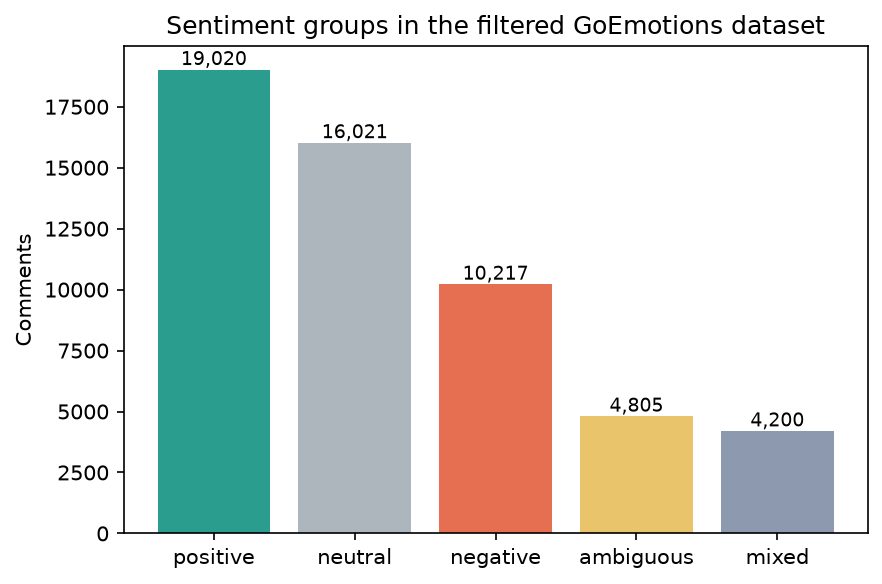 Sentiment groups in the filtered GoEmotions dataset
Comments
17500
15000
12500
10000
7500
5000
2500
0
19,020
16,021
10,217
4,805
4,200
positive
neutral
negative
ambiguous
mixed